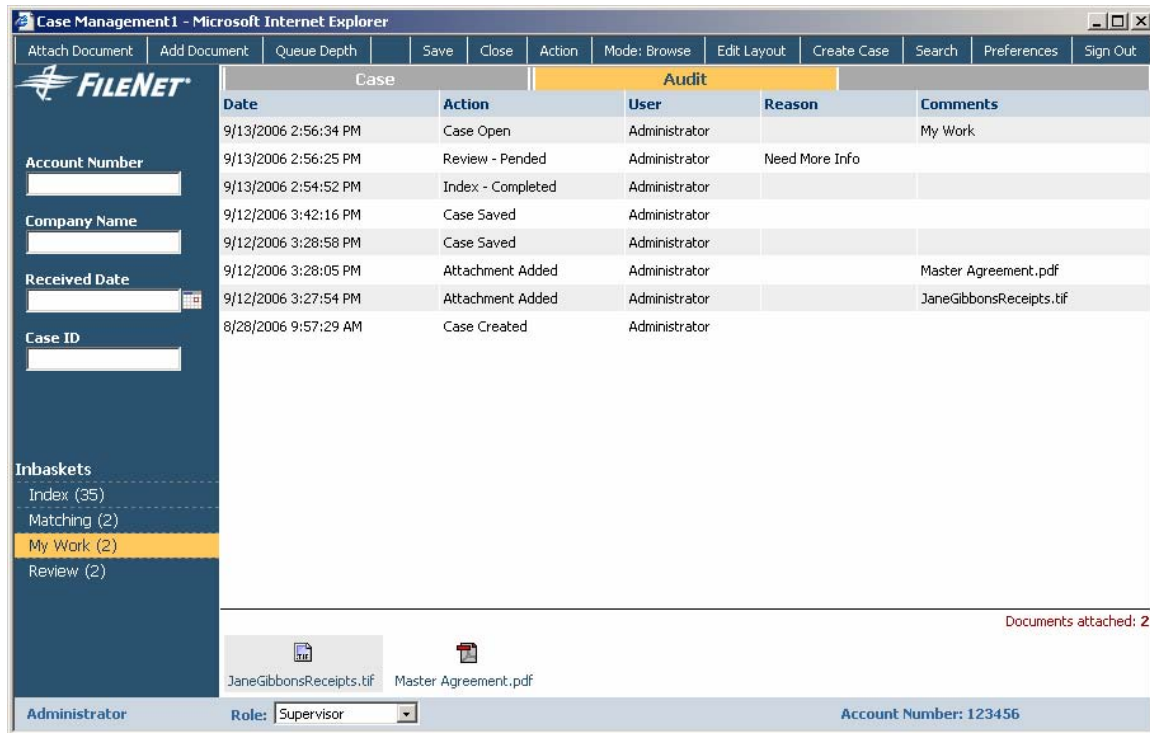 Case Management1 - Microsoft Internet Explorer
Attach Document Add Document Queue Depth Save Close Action Mode: Browse Edit Layout Create Case Search Preferences Sign Out
FILENET
Case Audit
Date Action User Reason Comments
9/13/2006 2:56:34 PM Case Open Administrator My Work
9/13/2006 2:56:25 PM Review - Pended Administrator Need More Info
9/13/2006 2:54:52 PM Index - Completed Administrator
9/12/2006 3:42:16 PM Case Saved Administrator
9/12/2006 3:28:58 PM Case Saved Administrator
9/12/2006 3:28:05 PM Attachment Added Administrator Master Agreement.pdf
9/12/2006 3:27:54 PM Attachment Added Administrator JaneGibbonsReceipts.tif
8/28/2006 9:57:29 AM Case Created Administrator
Account Number
Company Name
Received Date
Case ID
Inbaskets
Index (35)
Matching (2)
My Work (2)
Review (2)
Documents attached: 2
JaneGibbonsReceipts.tif Master Agreement.pdf
Administrator Role: Supervisor Account Number: 123456